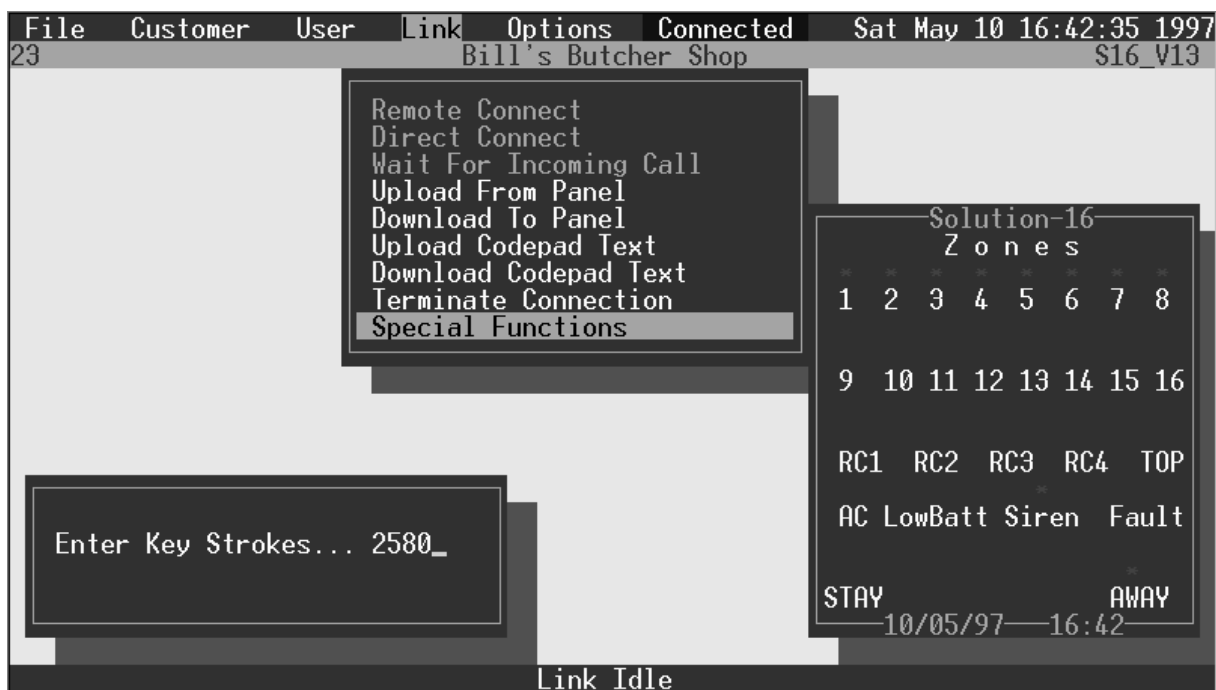 File Customer User Link Options Connected Sat May 10 16:42:35 1997
23 Bill's Butcher Shop S16_V13
Remote Connect
Direct Connect
Wait For Incoming Call
Upload From Panel
Download To Panel
Upload Codepad Text
Download Codepad Text
Terminate Connection
Special Functions
Solution-16
Zones
* * * * * * * *
1 2 3 4 5 6 7 8
9 10 11 12 13 14 15 16
RC1 RC2 RC3 RC4 TOP
*
AC LowBatt Siren Fault
*
STAY AWAY
10/05/97 16:42
Enter Key Strokes... 2580_
Link Idle